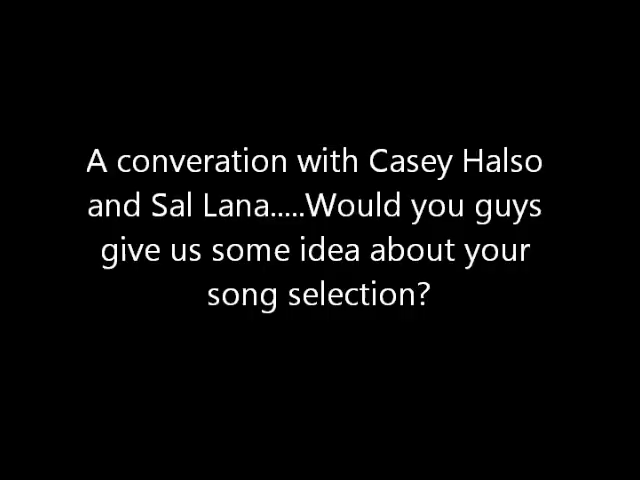 A converation with Casey Halso
and Sal Lana.....Would you guys
give us some idea about your
song selection?